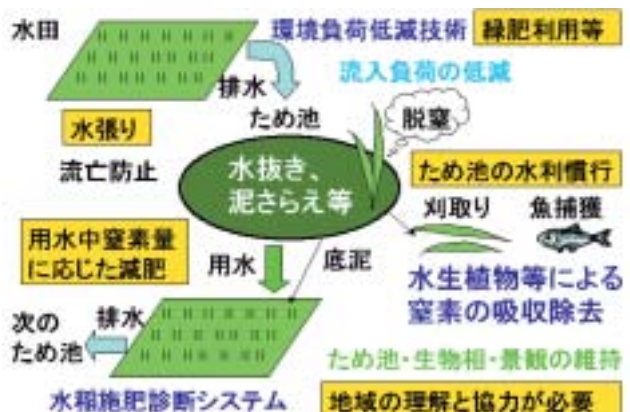 水田
環境負荷低減技術
緑肥利用等
流入負荷の低減
排水
ため池
脱窒
水張り
流亡防止
水抜き、
泥さらえ等
ため池の水利慣行
刈取り
魚捕獲
用水中窒素量
に応じた減肥
用水
底泥
水生植物等による
窒素の吸収除去
次の
ため池
排水
ため池・生物相・景観の維持
水稲施肥診断システム
地域の理解と協力が必要